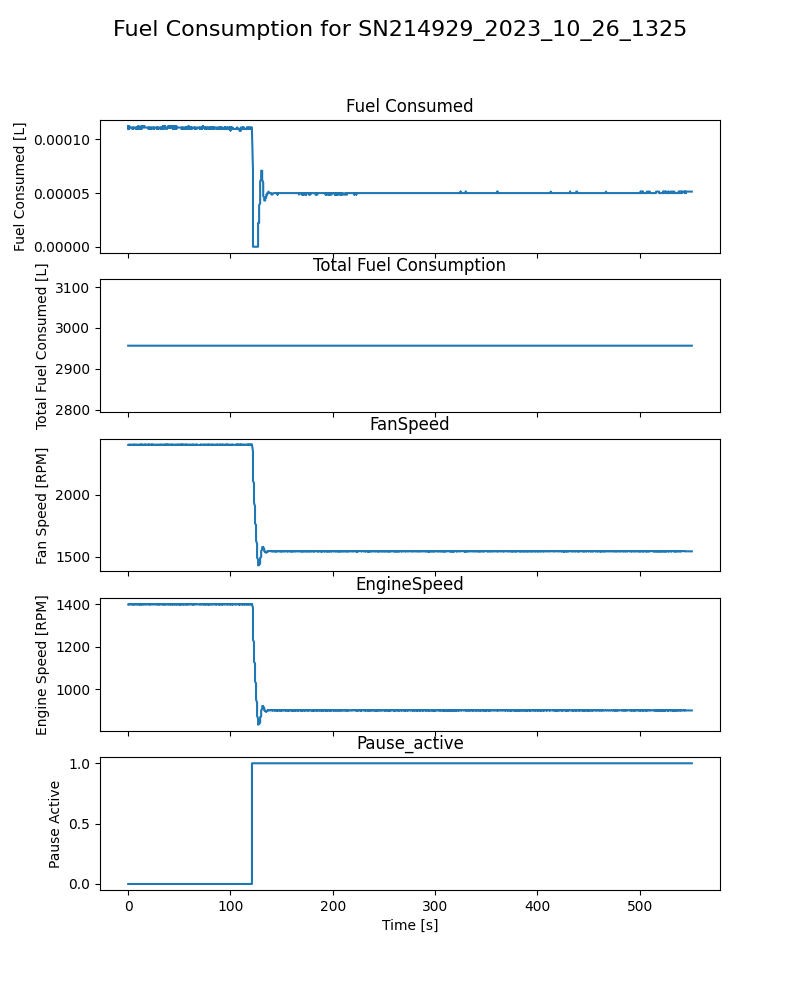 Fuel Consumption for SN214929_2023_10_26_1325
Fuel Consumed
Fuel Consumed [L]
0.00010
0.00005
0.00000
Total Fuel Consumption
Total Fuel Consumed [L]
3100
3000
2900
2800
FanSpeed
Fan Speed [RPM]
2000
1500
EngineSpeed
Engine Speed [RPM]
1400
1200
1000
Pause_active
Pause Active
1.0
0.5
0.0
0 100 200 300 400 500
Time [s]